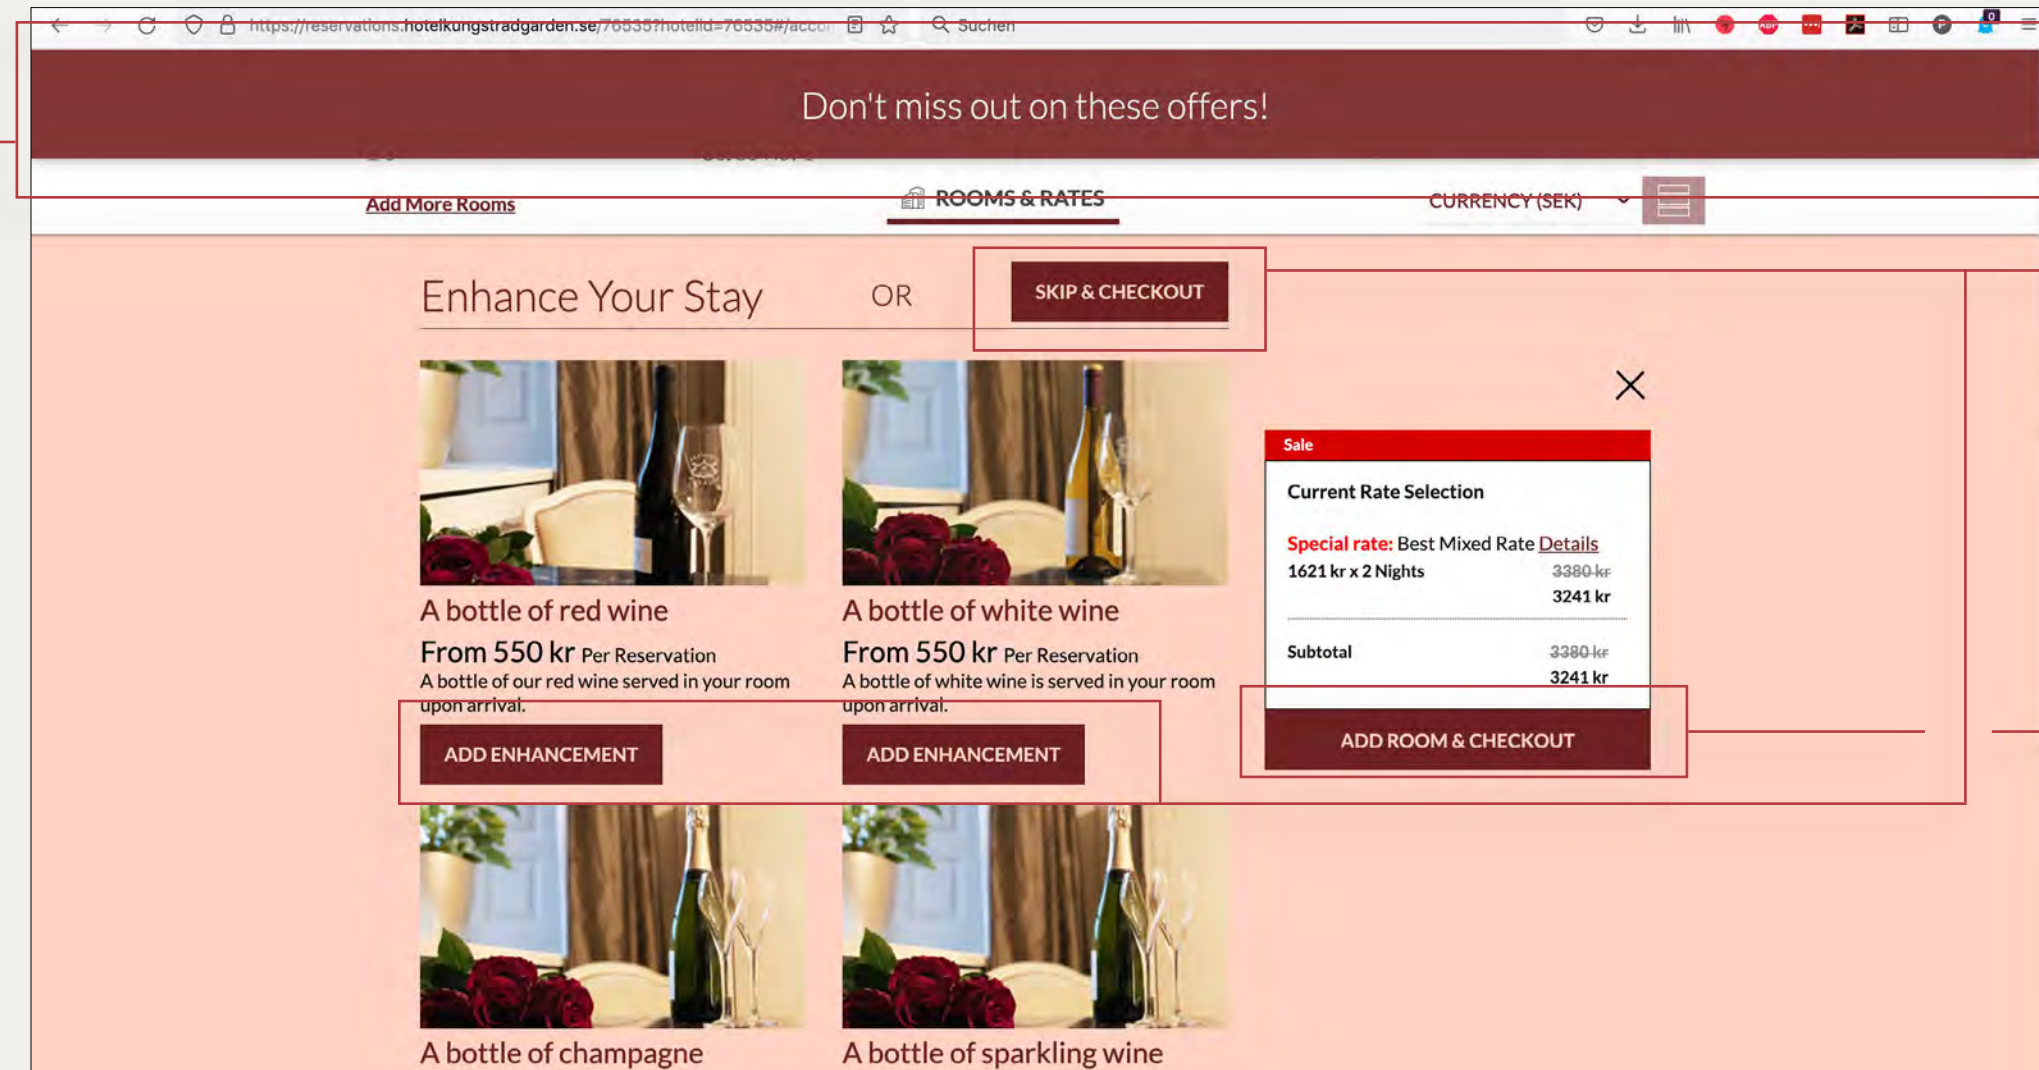 https://reservations.hotelkungstradgarden.se/76535?hotelid=76535#/acco
Suchen
ABP
0
Don't miss out on these offers!
Add More Rooms
ROOMS & RATES
CURRENCY (SEK)
Enhance Your Stay
OR
SKIP & CHECKOUT
A bottle of red wine
From 550 kr Per Reservation
A bottle of our red wine served in your room
upon arrival.
ADD ENHANCEMENT
A bottle of white wine
From 550 kr Per Reservation
A bottle of white wine is served in your room
upon arrival.
ADD ENHANCEMENT
Sale
Current Rate Selection
Special rate: Best Mixed Rate Details
1621 kr x 2 Nights 3380 kr
3241 kr
Subtotal 3380 kr
3241 kr
ADD ROOM & CHECKOUT
A bottle of champagne
A bottle of sparkling wine